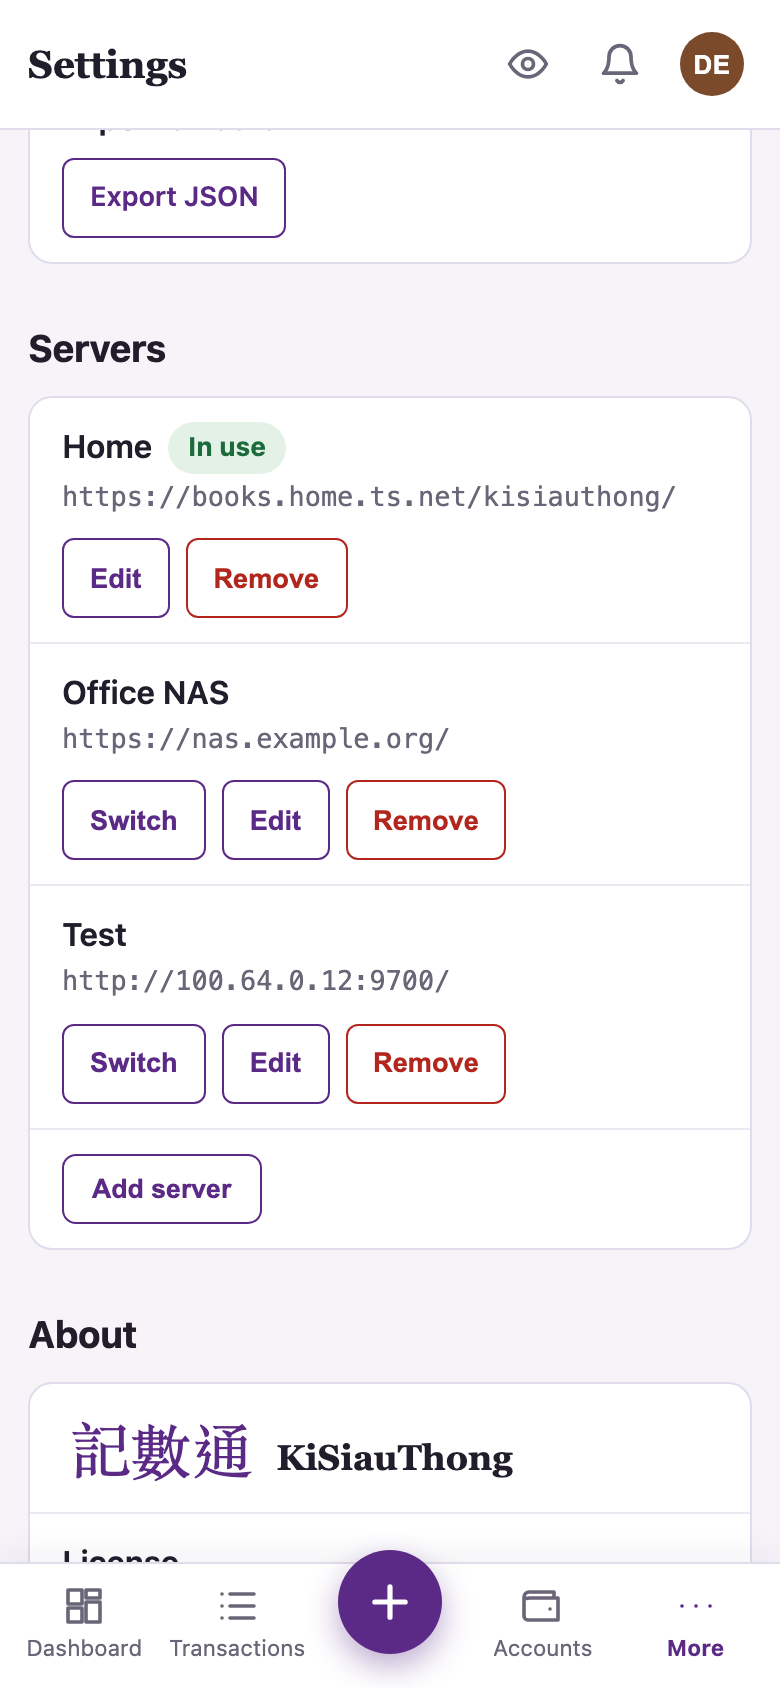 Settings
DE
Export JSON
Servers
Home In use
https://books.home.ts.net/kisiauthong/
Edit Remove
Office NAS
https://nas.example.org/
Switch Edit Remove
Test
http://100.64.0.12:9700/
Switch Edit Remove
Add server
About
記數通 KiSiauThong
License
Dashboard Transactions Accounts More